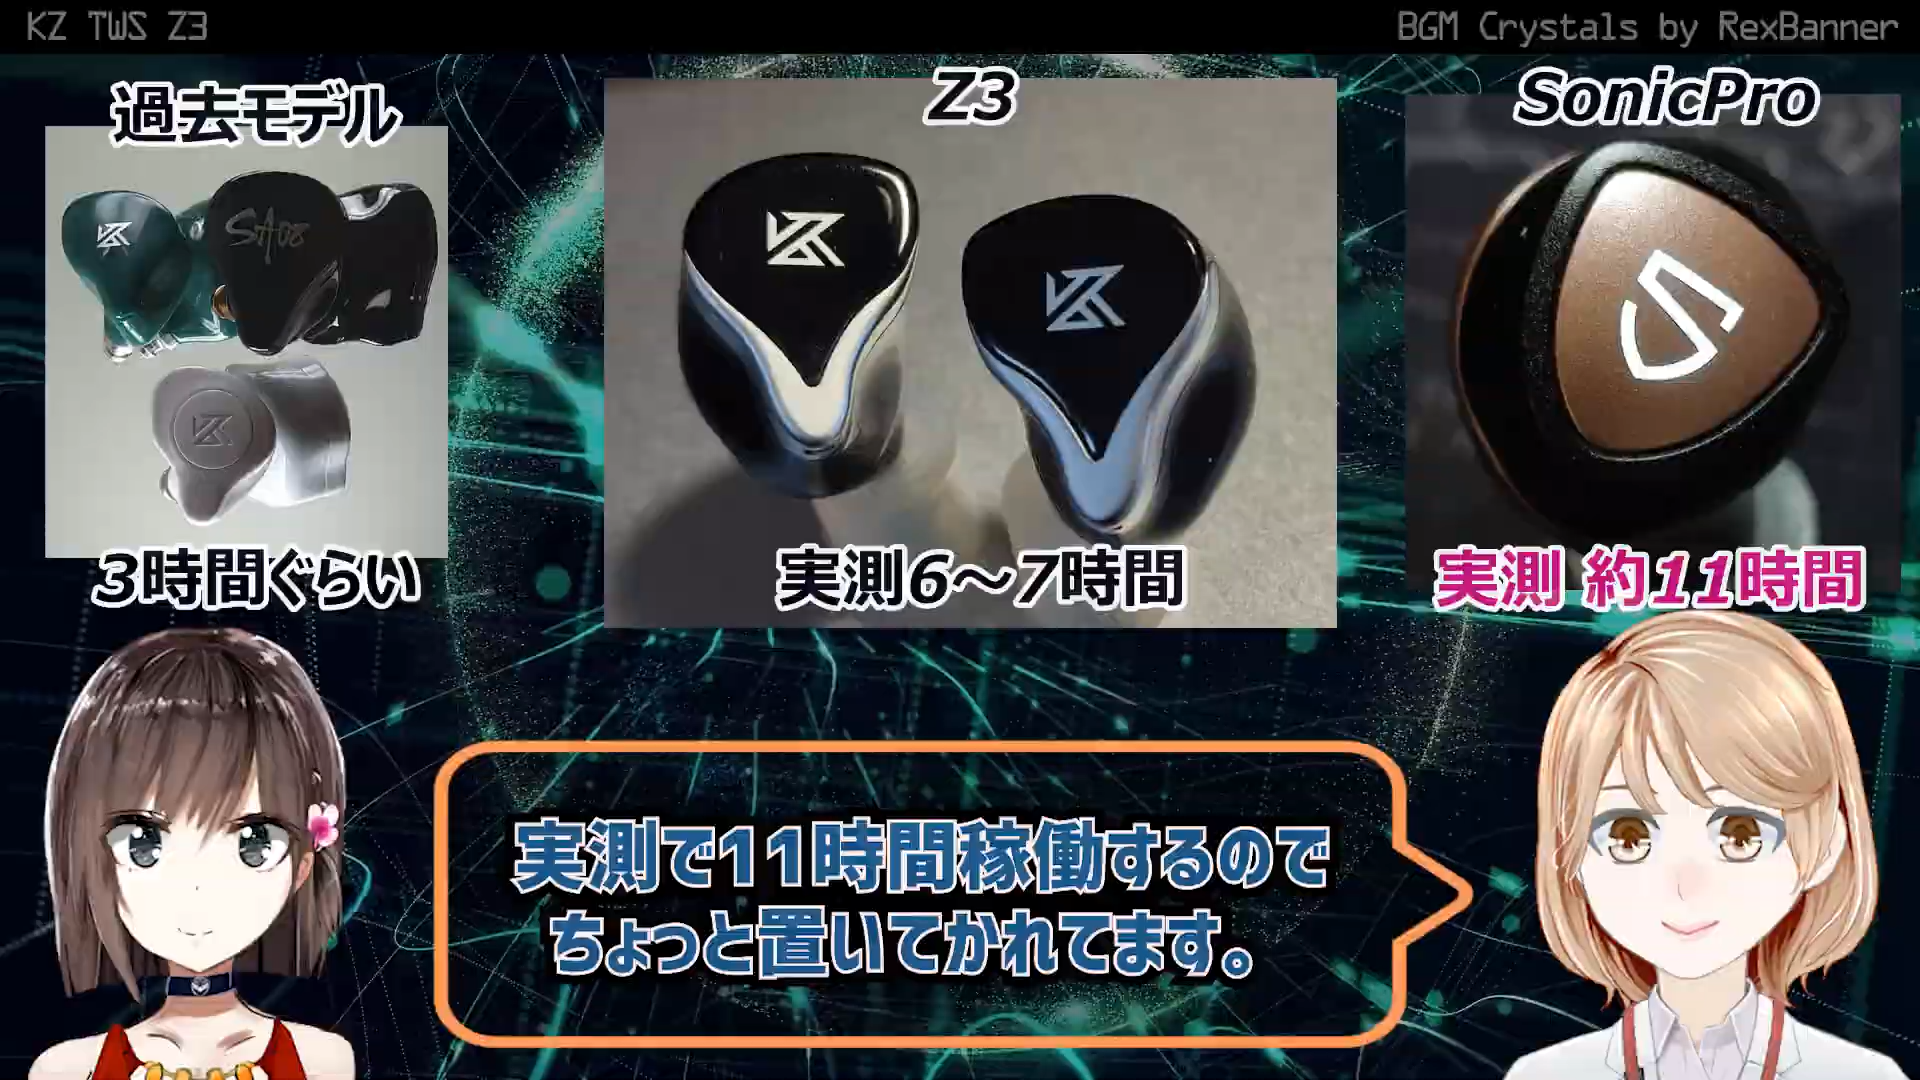 KZ TWS Z3
BGM Crystals by RexBanner
過去モデル
Z3
SonicPro
SA08
3時間ぐらい
実測6～7時間
実測 約11時間
実測で11時間稼働するので
ちょっと置いてかれてます。